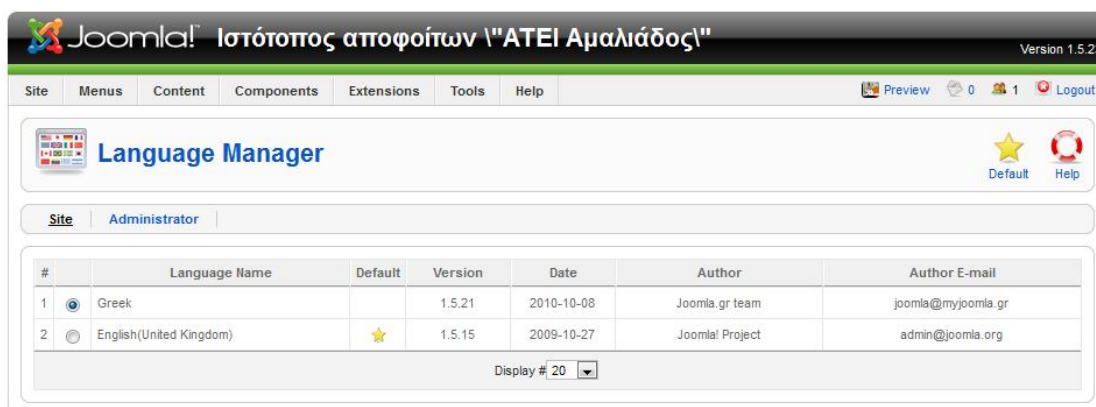 Joomla! Ιστότοπος αποφοίτων \"ΑΤΕΙ Αμαλιάδος\"
Version 1.5.2
Site Menus Content Components Extensions Tools Help Preview 0 1 Logout
Language Manager
Default Help
Site Administrator
# Language Name Default Version Date Author Author E-mail
1 Greek 1.5.21 2010-10-08 Joomla.gr team joomla@myjoomla.gr
2 English(United Kingdom) 1.5.15 2009-10-27 Joomla! Project admin@joomla.org
Display # 20